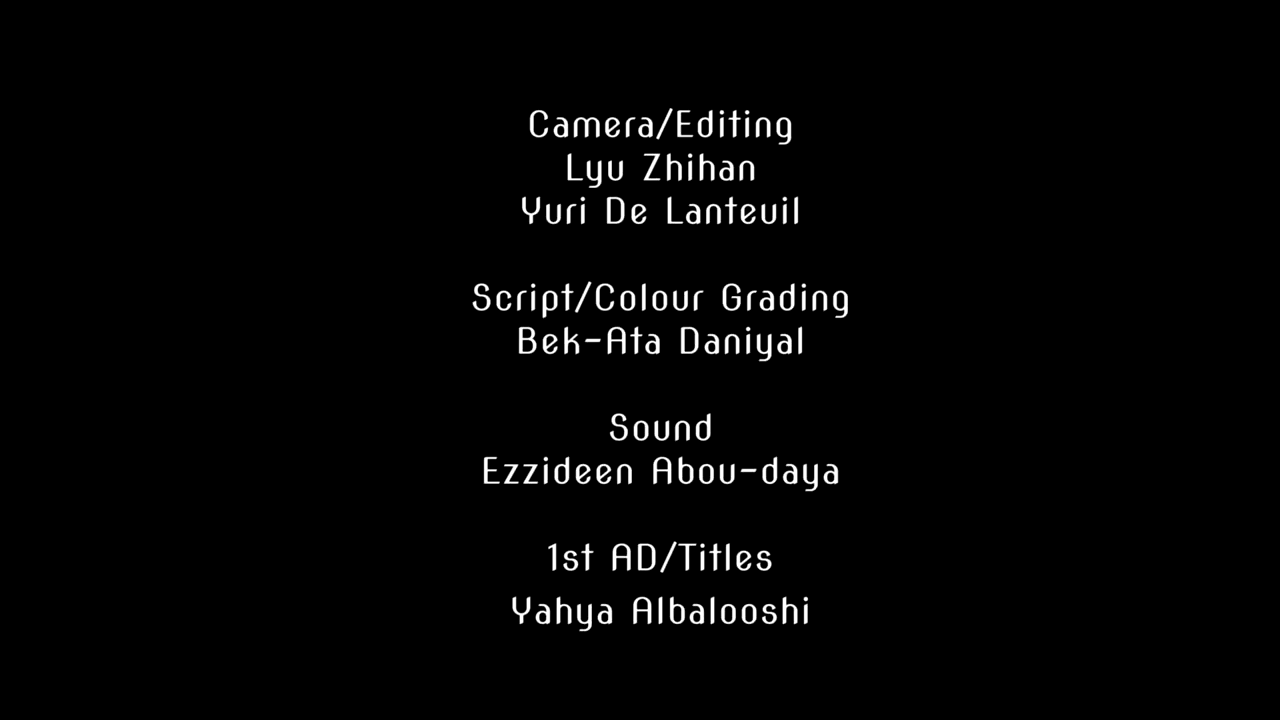 Camera/Editing
Lyu Zhihan
Yuri De Lanteuil
Script/Colour Grading
Bek-Ata Daniyal
Sound
Ezzideen Abou-daya
1st AD/Titles
Yahya Albalooshi